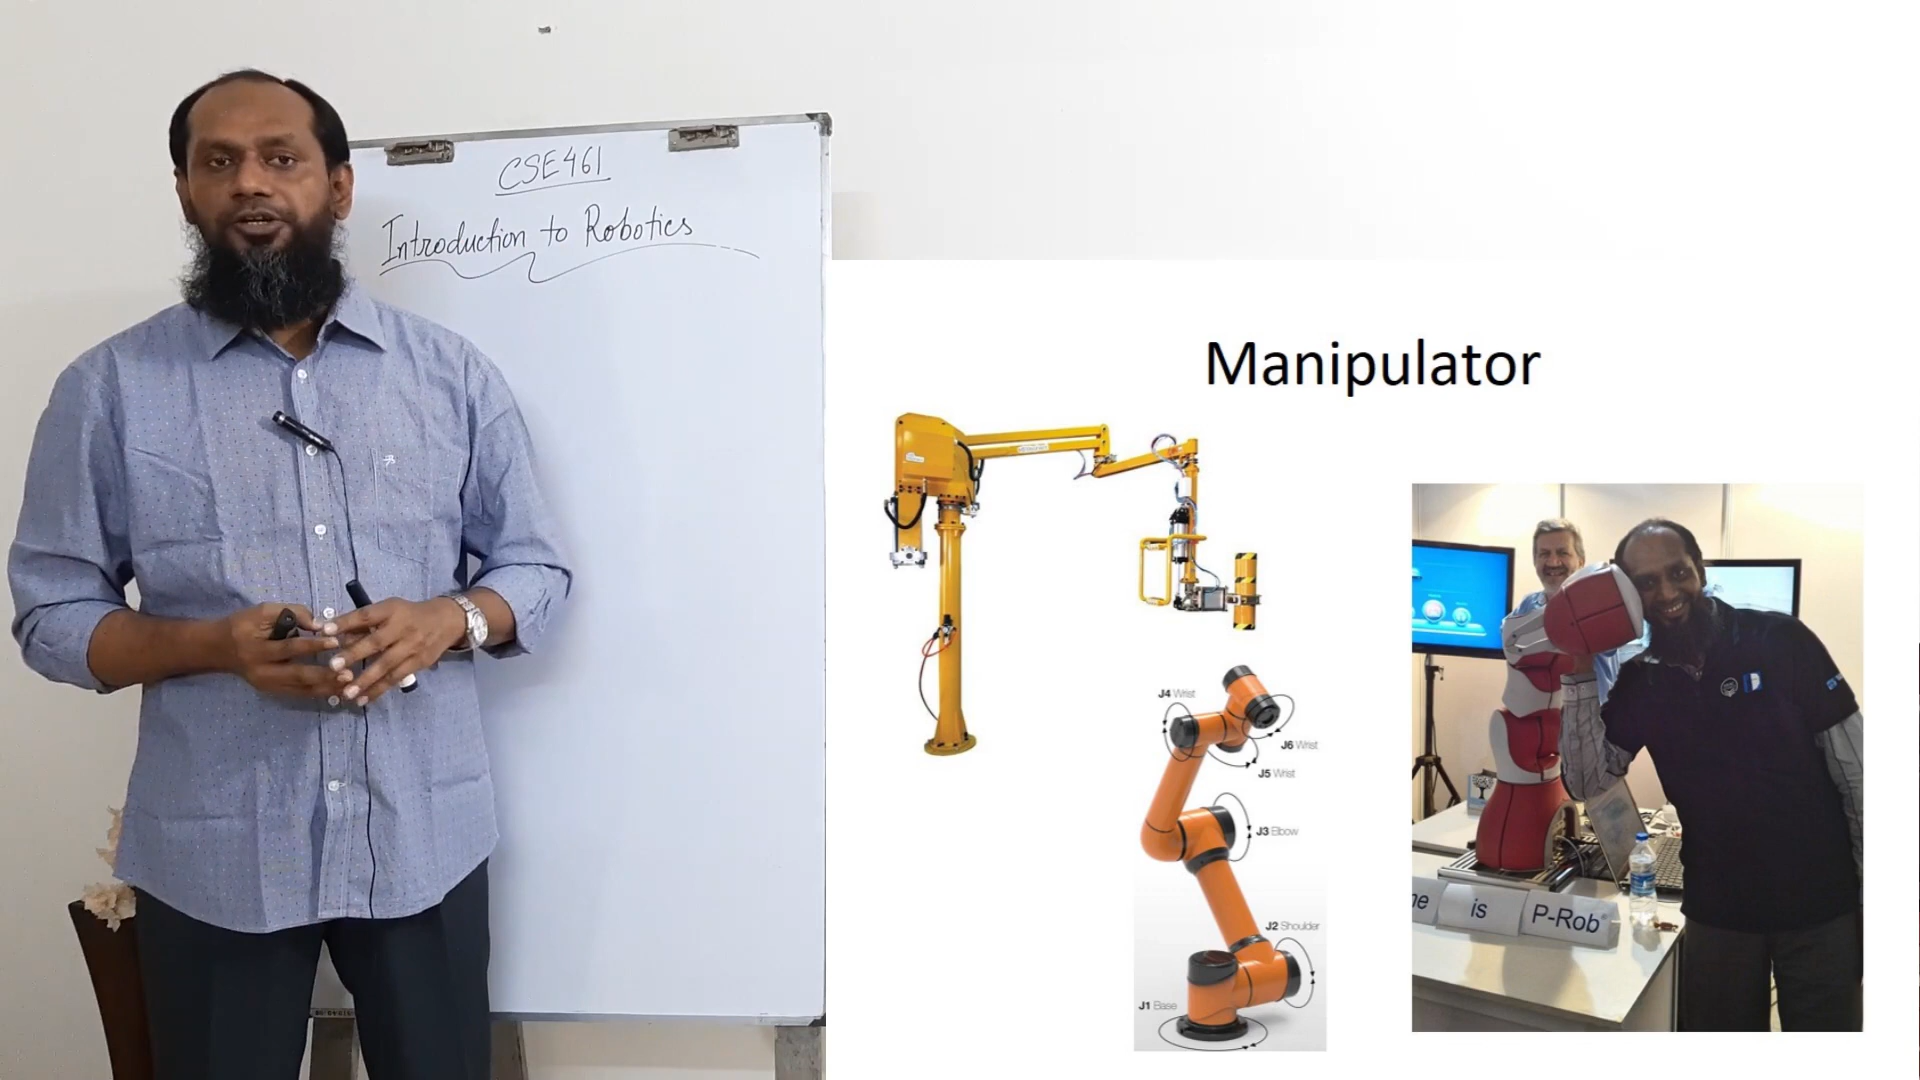 CSE461
Introduction to Robotics
Manipulator
J4 Wrist
J6 Wrist
J5 Wrist
J3 Elbow
J2 Shoulder
J1 Base
is
P-Rob